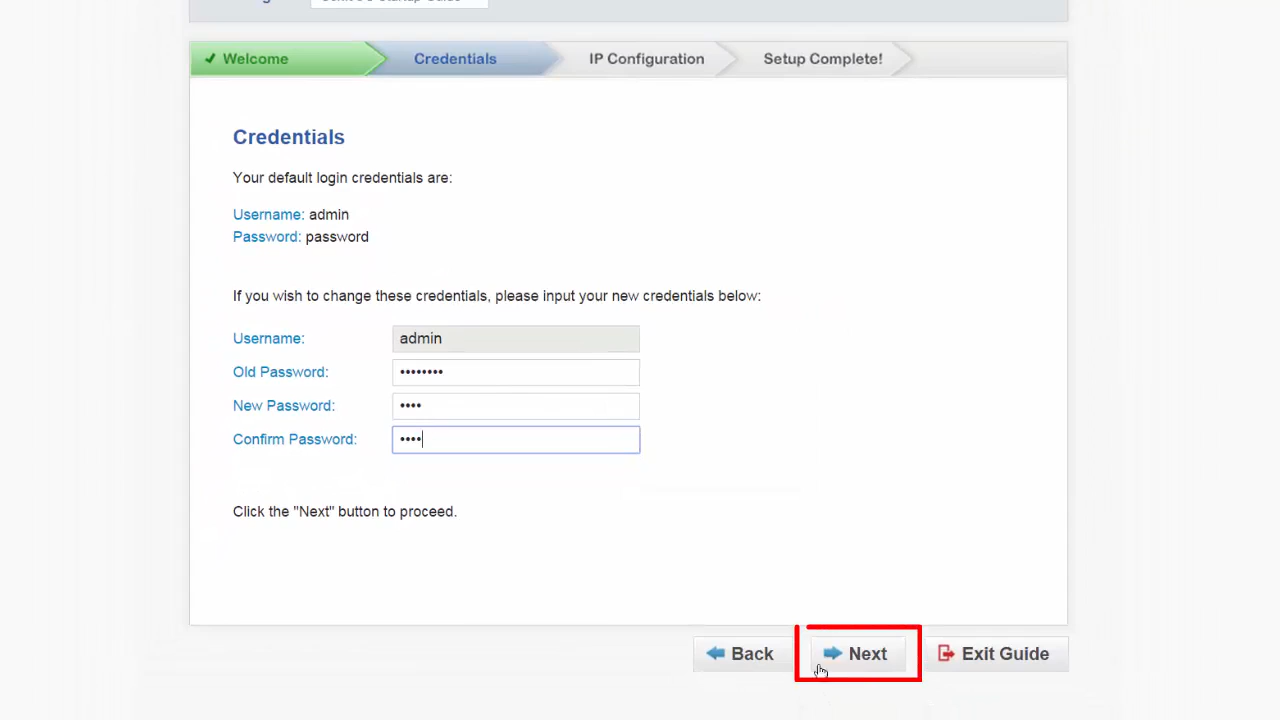 Welcome
Credentials
IP Configuration
Setup Complete!
Credentials
Your default login credentials are:
Username: admin
Password: password
If you wish to change these credentials, please input your new credentials below:
Username: admin
Old Password: ••••••••
New Password: ••••
Confirm Password: ••••
Click the "Next" button to proceed.
Back
Next
Exit Guide